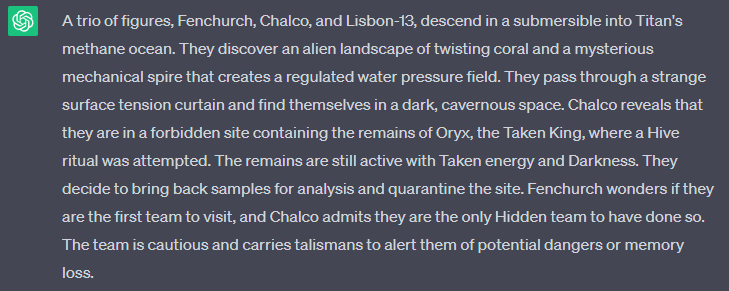 A trio of figures, Fenchurch, Chalco, and Lisbon-13, descend in a submersible into Titan's
methane ocean. They discover an alien landscape of twisting coral and a mysterious
mechanical spire that creates a regulated water pressure field. They pass through a strange
surface tension curtain and find themselves in a dark, cavernous space. Chalco reveals that
they are in a forbidden site containing the remains of Oryx, the Taken King, where a Hive
ritual was attempted. The remains are still active with Taken energy and Darkness. They
decide to bring back samples for analysis and quarantine the site. Fenchurch wonders if they
are the first team to visit, and Chalco admits they are the only Hidden team to have done so.
The team is cautious and carries talismans to alert them of potential dangers or memory
loss.